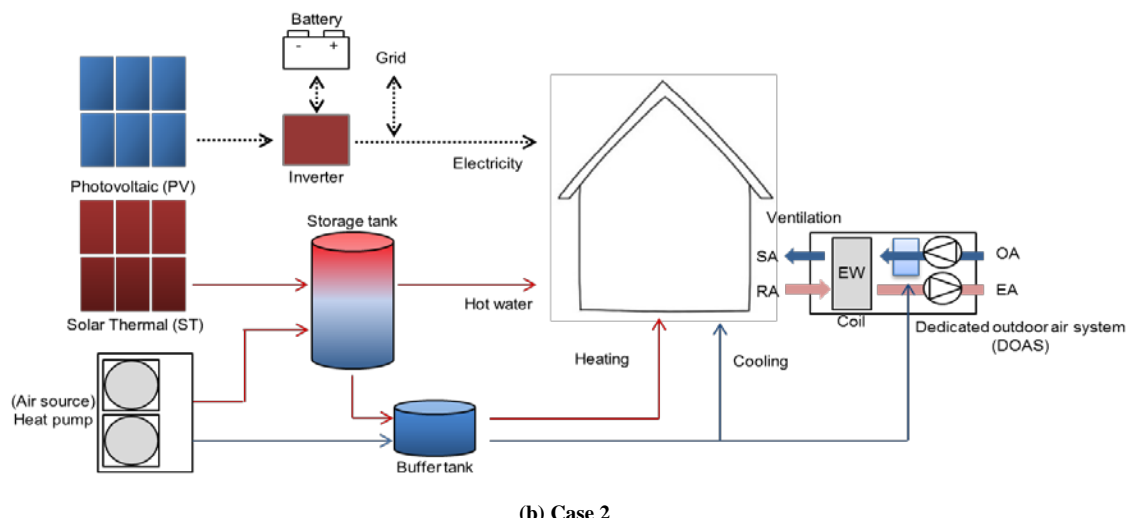 Battery
- +
Grid
Inverter
Electricity
Photovoltaic (PV)
Storage tank
Hot water
Solar Thermal (ST)
(Air source)
Heat pump
Buffer tank
Heating
Cooling
Ventilation
SA
RA
EW
Coil
OA
EA
Dedicated outdoor air system
(DOAS)
(b) Case 2